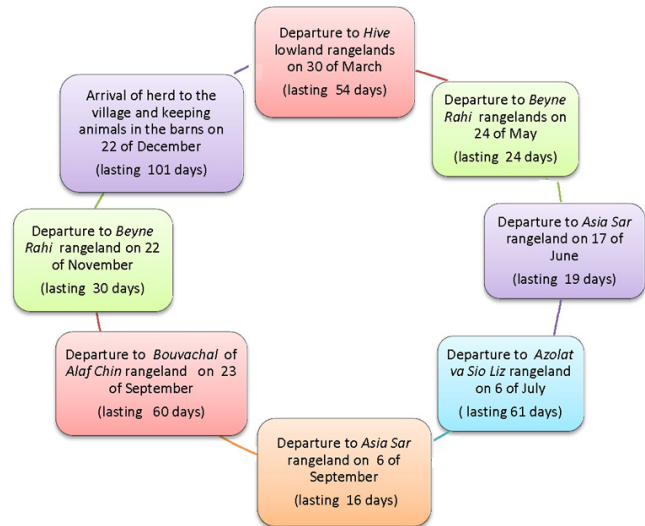 Departure to Hive
lowland rangelands
on 30 of March
(lasting 54 days)
Departure to Beyne
Rahi rangelands on
24 of May
(lasting 24 days)
Departure to Asia Sar
rangeland on 17 of
June
(lasting 19 days)
Departure to Azolat
va Sio Liz rangeland
on 6 of July
( lasting 61 days)
Departure to Asia Sar
rangeland on 6 of
September
(lasting 16 days)
Departure to Bouvachal of
Alaf Chin rangeland on 23
of September
(lasting 60 days)
Departure to Beyne
Rahi rangeland on 22
of November
(lasting 30 days)
Arrival of herd to the
village and keeping
animals in the barns on
22 of December
(lasting 101 days)